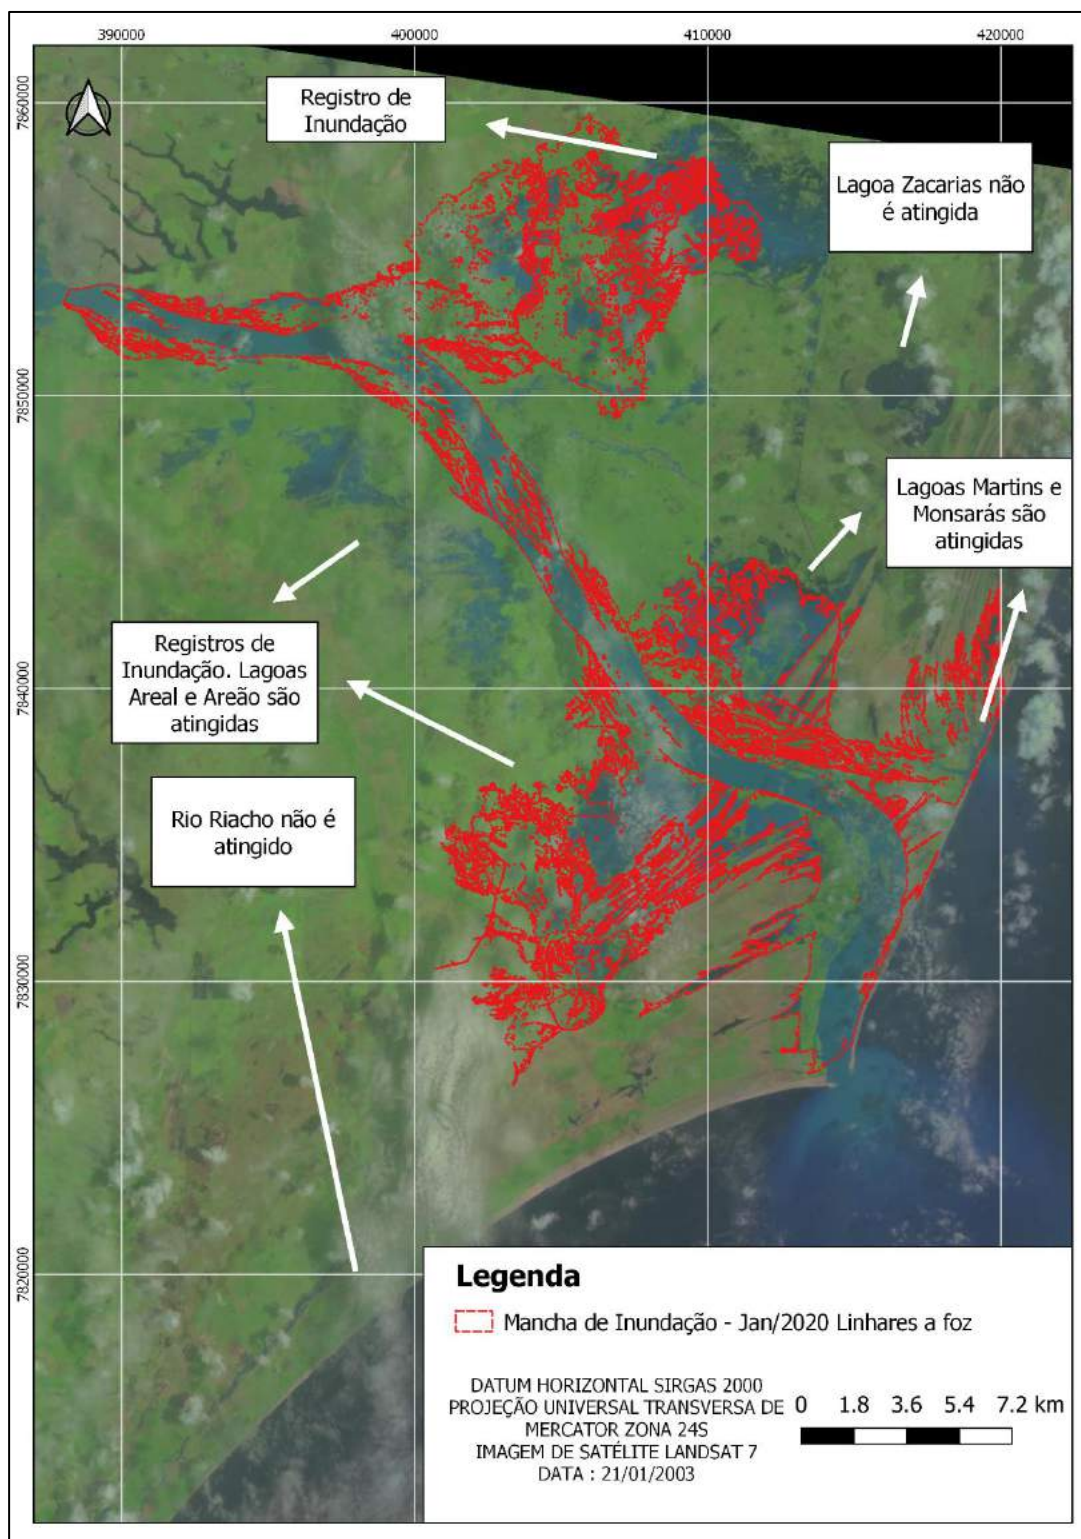 390000
400000
410000
420000
7860000
7850000
7840000
7830000
7820000
Registro de
Inundação
Lagoa Zacarias não
é atingida
Lagoas Martins e
Monsarás são
atingidas
Registros de
Inundação. Lagoas
Areal e Areão são
atingidas
Rio Riacho não é
atingido
Legenda
Mancha de Inundação - Jan/2020 Linhares a foz
DATUM HORIZONTAL SIRGAS 2000
PROJEÇÃO UNIVERSAL TRANSVERSA DE
MERCATOR ZONA 24S
IMAGEM DE SATÉLITE LANDSAT 7
DATA : 21/01/2003
0 1.8 3.6 5.4 7.2 km